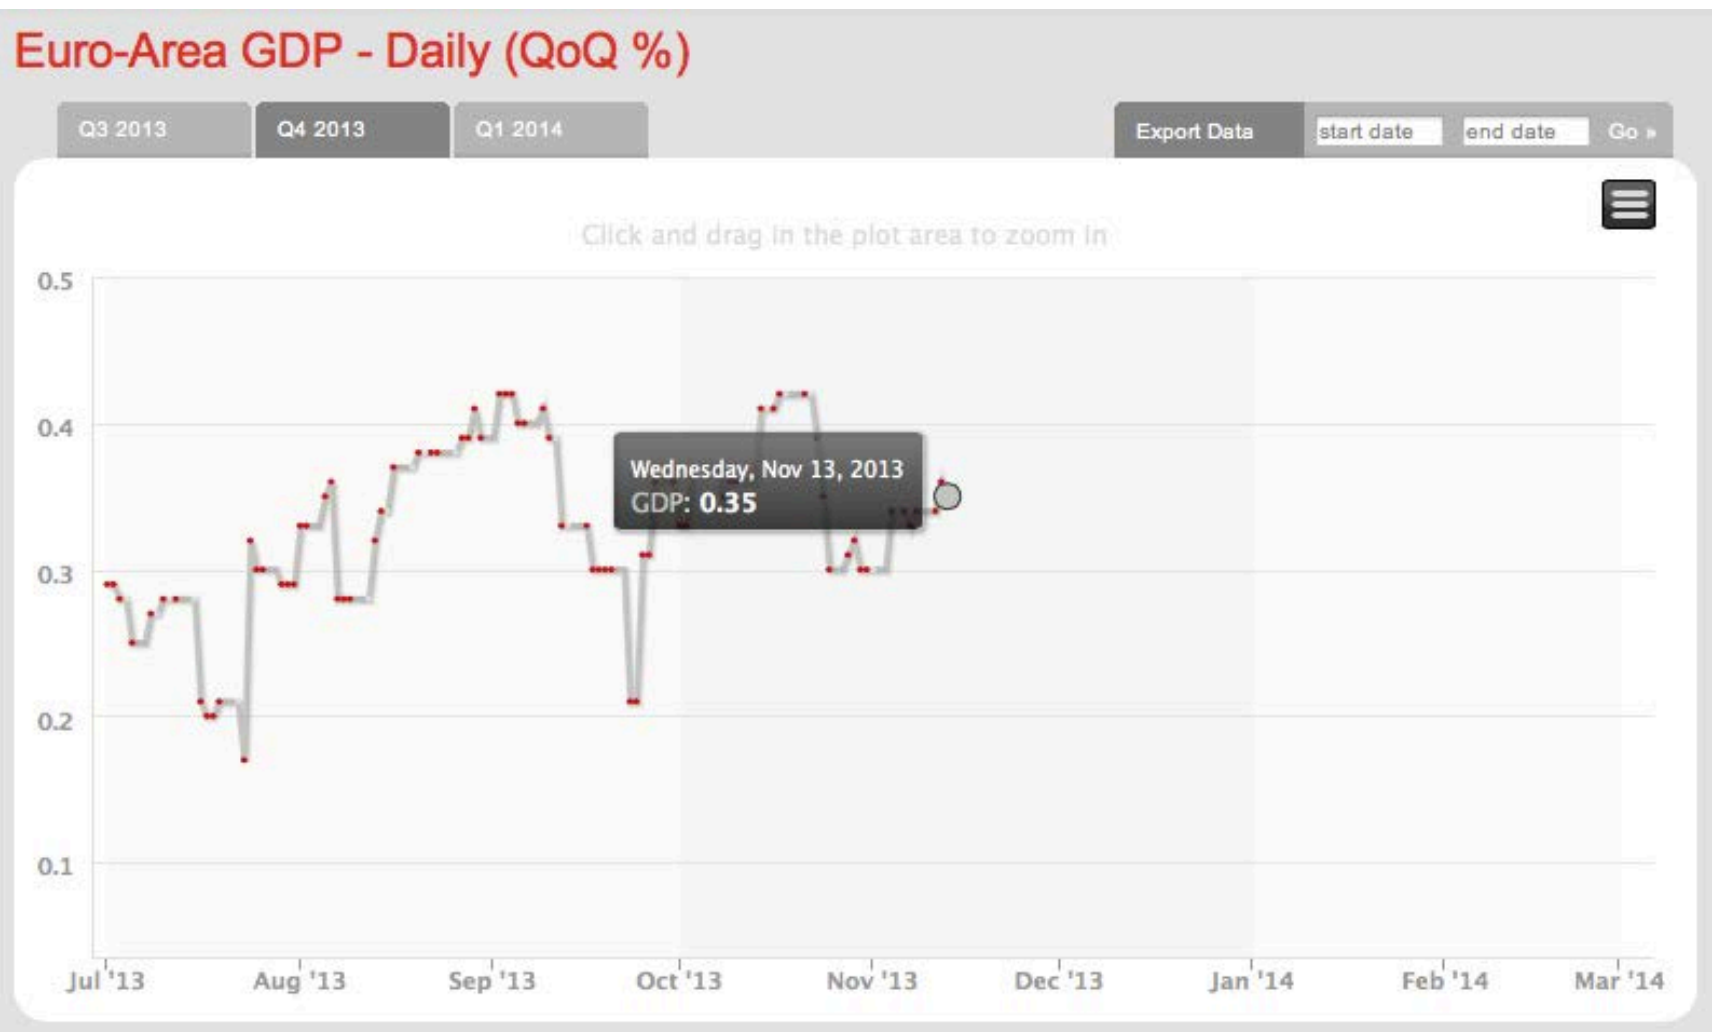 Euro-Area GDP - Daily (QoQ %)
Q3 2013 Q4 2013 Q1 2014 Export Data start date end date Go »
Click and drag in the plot area to zoom in
0.5
0.4
Wednesday, Nov 13, 2013
GDP: 0.35
0.3
0.2
0.1
Jul '13 Aug '13 Sep '13 Oct '13 Nov '13 Dec '13 Jan '14 Feb '14 Mar '14